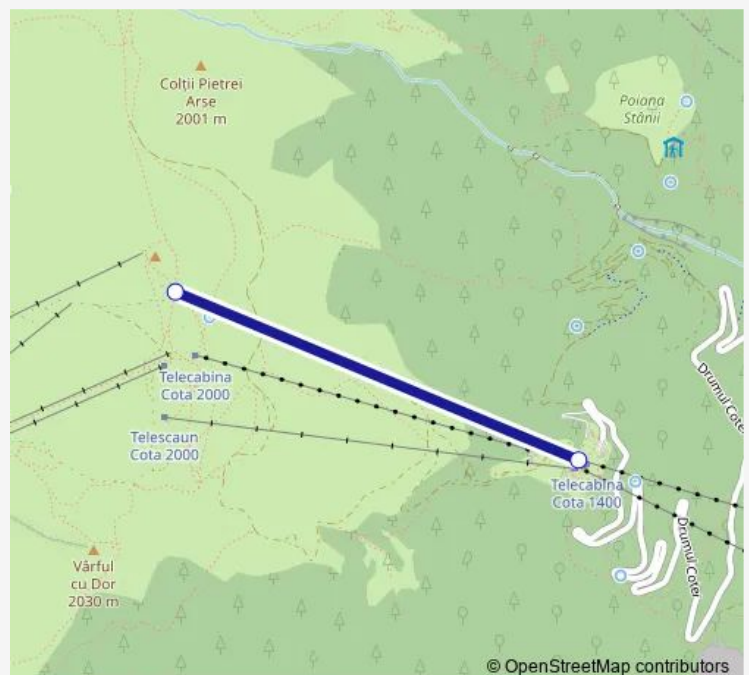 Colții Pietrei
Arse
2001 m
Poiana
Stânii
Telecabina
Cota 2000
Telescaun
Cota 2000
Telecabina
Cota 1400
Drumul Cotei
Drumul Cotei
Vârful
cu Dor
2030 m
© OpenStreetMap contributors